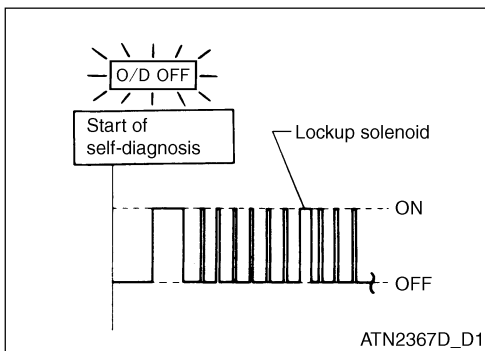 O/D OFF
Start of
self-diagnosis
Lockup solenoid
ON
OFF
ATN2367D_D1